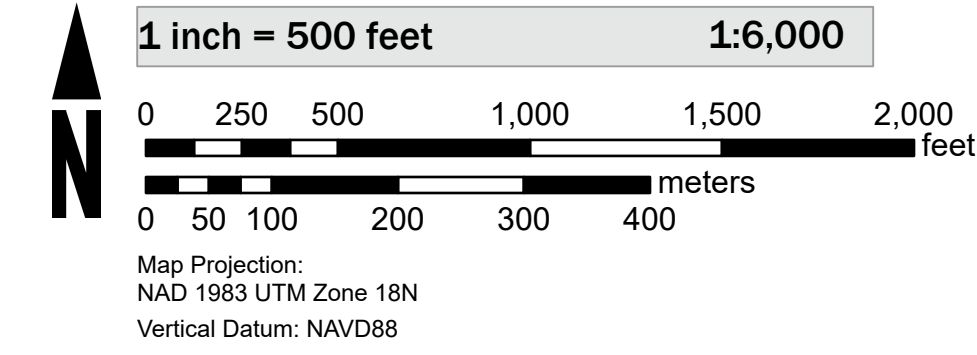 1 inch = 500 feet 1:6,000
0 250 500 1,000 1,500 2,000
feet
N
meters
0 50 100 200 300 400
Map Projection:
NAD 1983 UTM Zone 18N
Vertical Datum: NAVD88